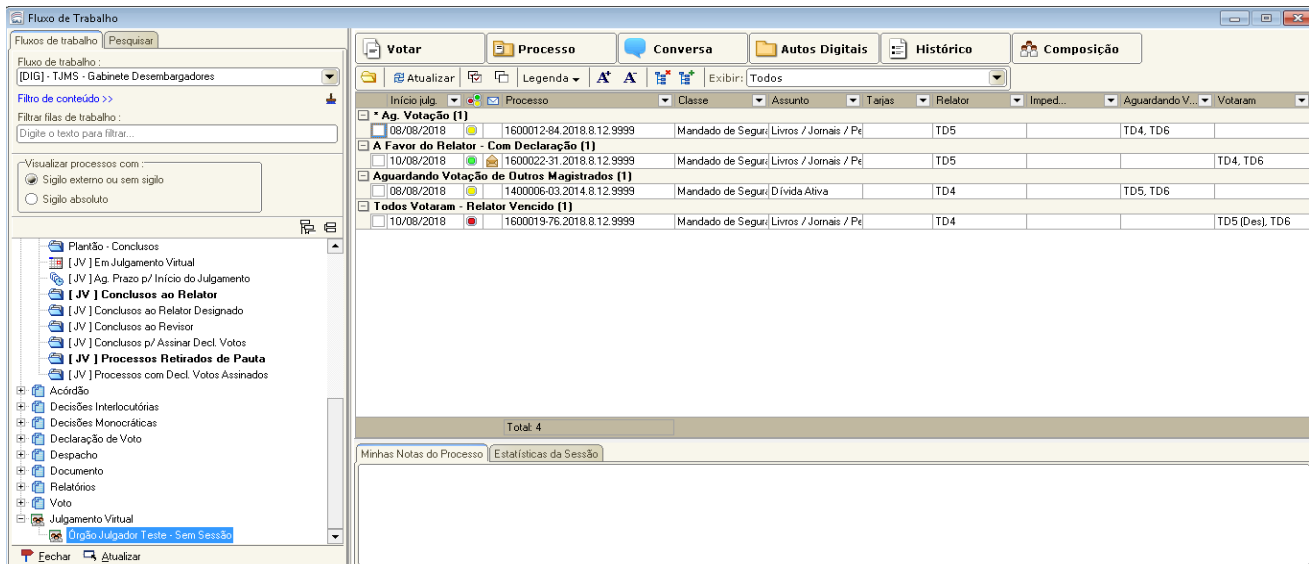 Fluxo de Trabalho
Fluxos de trabalho Pesquisar
Fluxo de trabalho :
[DIG] - TJMS - Gabinete Desembargadores
Filtro de conteúdo >>
Filtrar filas de trabalho :
Digite o texto para filtrar...
Visualizar processos com :
Sigilo externo ou sem sigilo
Sigilo absoluto
Plantão - Conclusos
[ JV ] Em Julgamento Virtual
[ JV ] Ag. Prazo p/ Início do Julgamento
[ JV ] Conclusos ao Relator
[ JV ] Conclusos ao Relator Designado
[ JV ] Conclusos ao Revisor
[ JV ] Conclusos p/ Assinar Decl. Votos
[ JV ] Processos Retirados de Pauta
[ JV ] Processos com Decl. Votos Assinados
Acórdão
Decisões Interlocutórias
Decisões Monocráticas
Declaração de Voto
Despacho
Documento
Relatórios
Voto
Julgamento Virtual
Órgão Julgador Teste - Sem Sessão
Fechar Atualizar
Votar Processo Conversa Autos Digitais Histórico Composição
Atualizar Legenda A A Exibir: Todos
Início julg. Processo Classe Assunto Tarjas Relator Imped... Aguardando V... Votaram
* Ag. Votação (1)
08/08/2018 1600012-84.2018.8.12.9999 Mandado de Segura Livros / Jornais / Pe TD5 TD4, TD6
A Favor do Relator - Com Declaração (1)
10/08/2018 1600022-31.2018.8.12.9999 Mandado de Segura Livros / Jornais / Pe TD5 TD4, TD6
Aguardando Votação de Outros Magistrados (1)
08/08/2018 1400006-03.2014.8.12.9999 Mandado de Segura Dívida Ativa TD4 TD5, TD6
Todos Votaram - Relator Vencido (1)
10/08/2018 1600019-76.2018.8.12.9999 Mandado de Segura Livros / Jornais / Pe TD4 TD5 (Des), TD6
Total: 4
Minhas Notas do Processo Estatísticas da Sessão